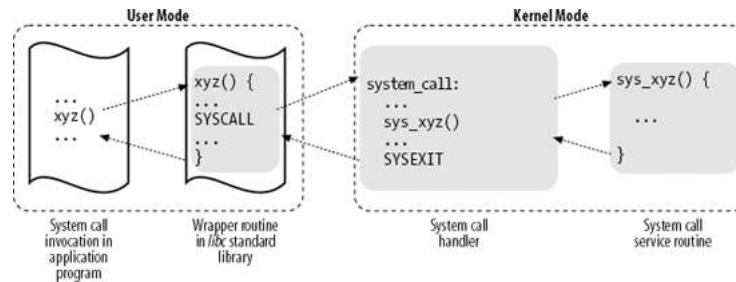 User Mode
Kernel Mode
...
xyz()
...
xyz() {
...
SYSCALL
...
}
system_call:
...
sys_xyz()
...
SYSEXIT
sys_xyz() {
...
}
System call
invocation in
application
program
Wrapper routine
in libc standard
library
System call
handler
System call
service routine